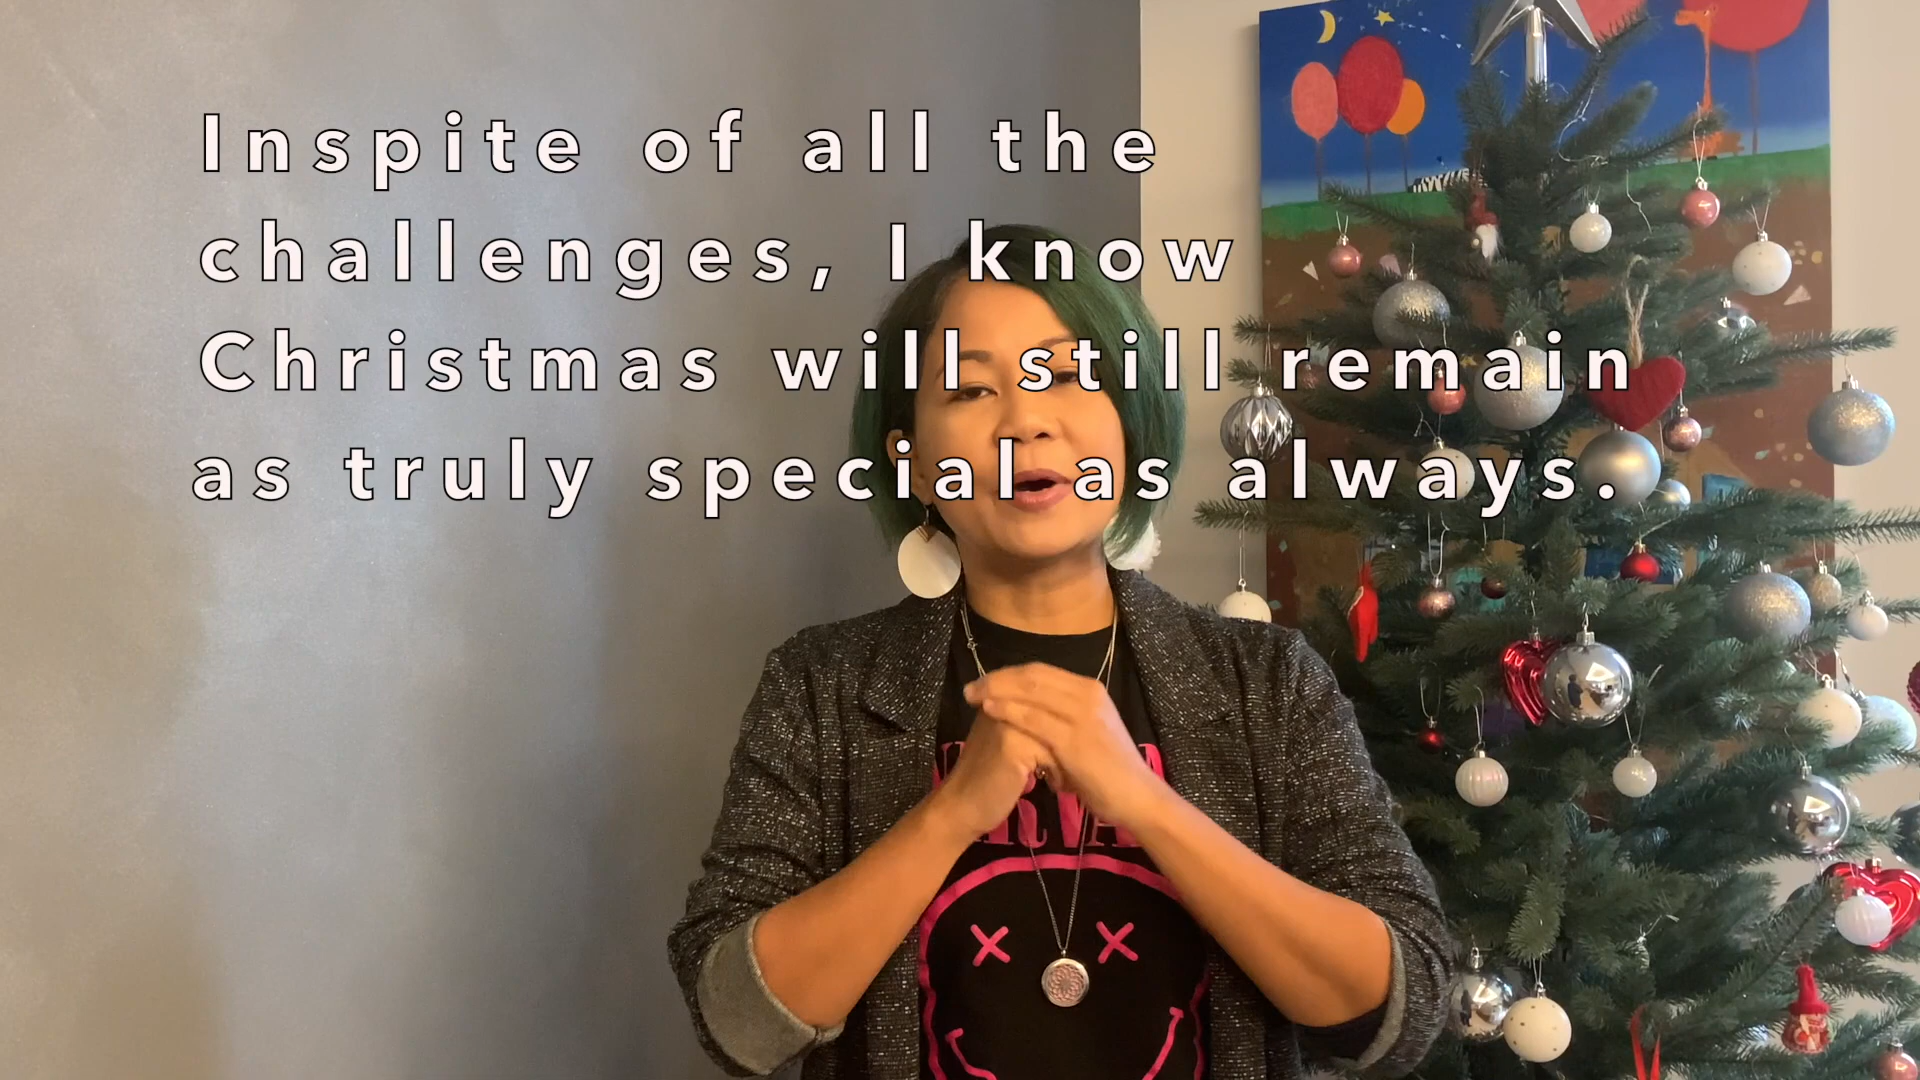 Inspite of all the
challenges, I know
Christmas will still remain
as truly special as always.